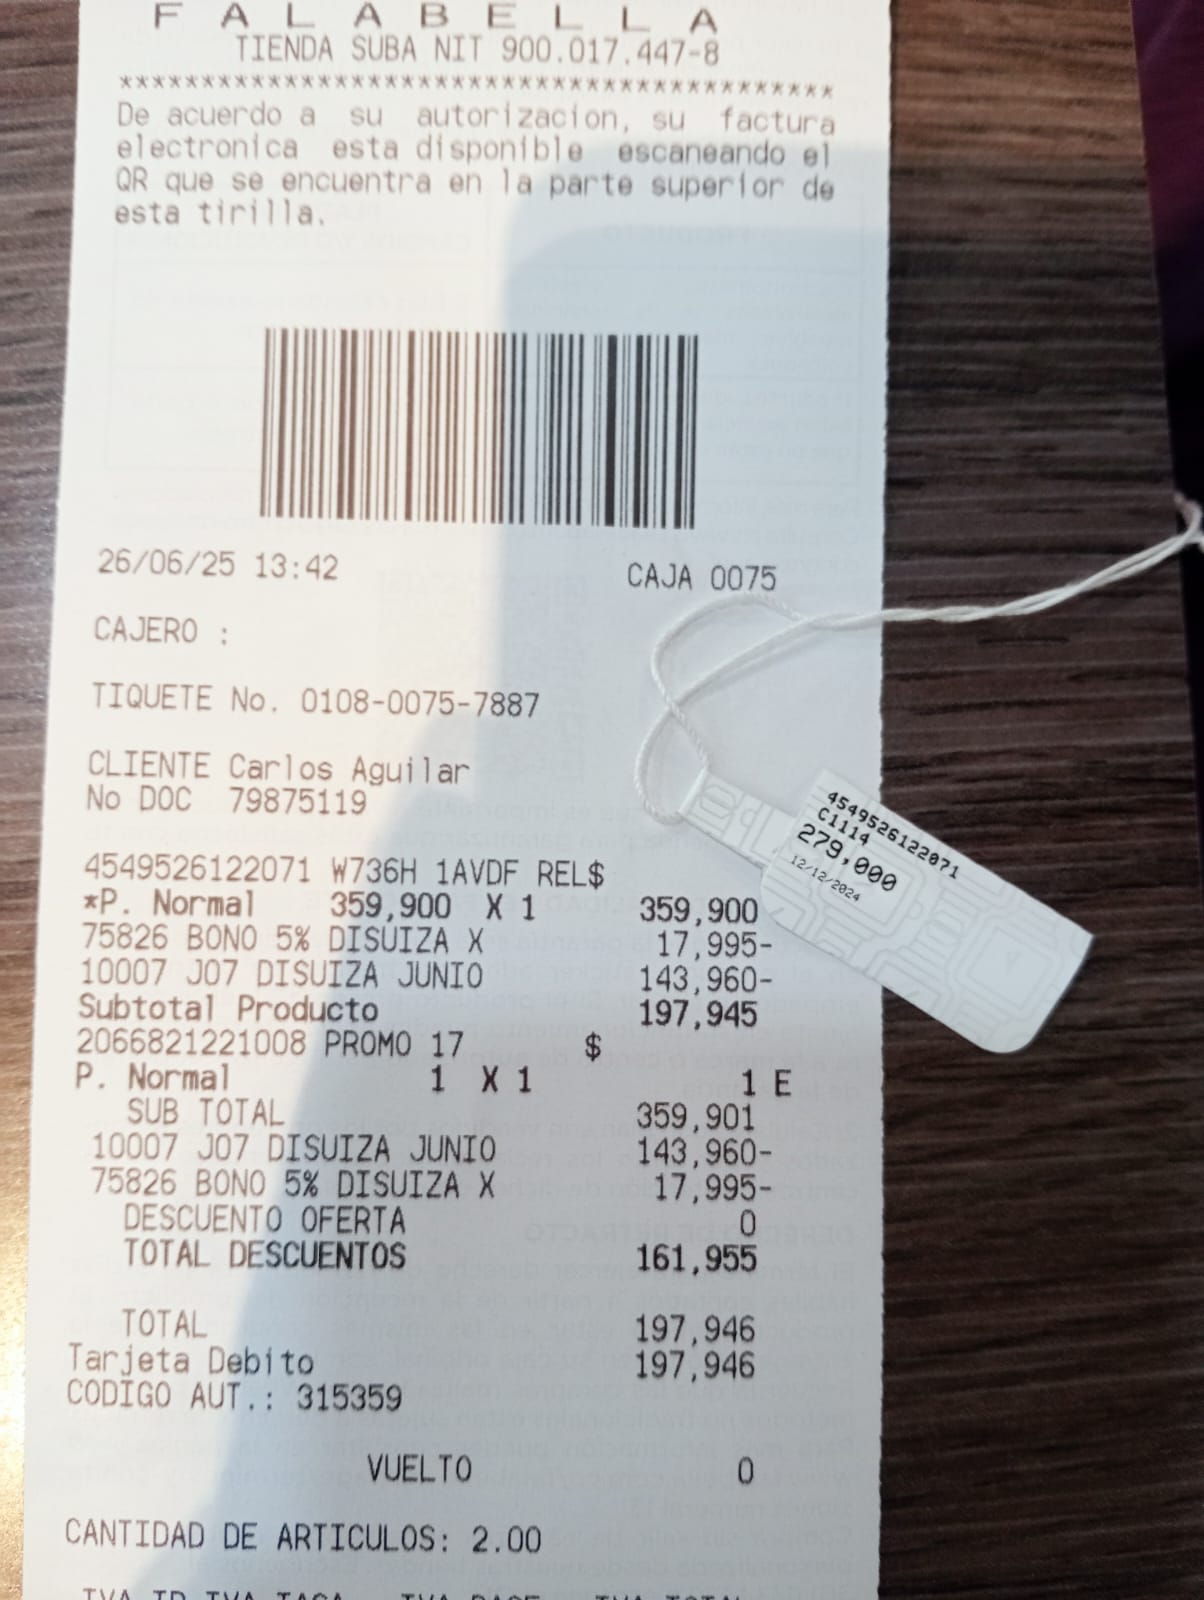 FALABELLA
TIENDA SUBA NIT 900.017.447-8
******************************************
De acuerdo a su autorizacion, su factura
electronica esta disponible escaneando el
QR que se encuentra en la parte superior de
esta tirilla.
26/06/25 13:42 CAJA 0075
CAJERO :
TIQUETE No. 0108-0075-7887
CLIENTE Carlos Aguilar
No DOC 79875119
4549526122071 W736H 1AVDF REL$
*P. Normal 359,900 X 1 359,900
75826 BONO 5% DISUIZA X 17,995-
10007 J07 DISUIZA JUNIO 143,960-
Subtotal Producto 197,945
2066821221008 PROMO 17 $
P. Normal 1 X 1 1 E
SUB TOTAL 359,901
10007 J07 DISUIZA JUNIO 143,960-
75826 BONO 5% DISUIZA X 17,995-
DESCUENTO OFERTA 0
TOTAL DESCUENTOS 161,955
TOTAL 197,946
Tarjeta Debito 197,946
CODIGO AUT.: 315359
VUELTO 0
CANTIDAD DE ARTICULOS: 2.00
4549526122071
C1114
279,000
12/12/2024